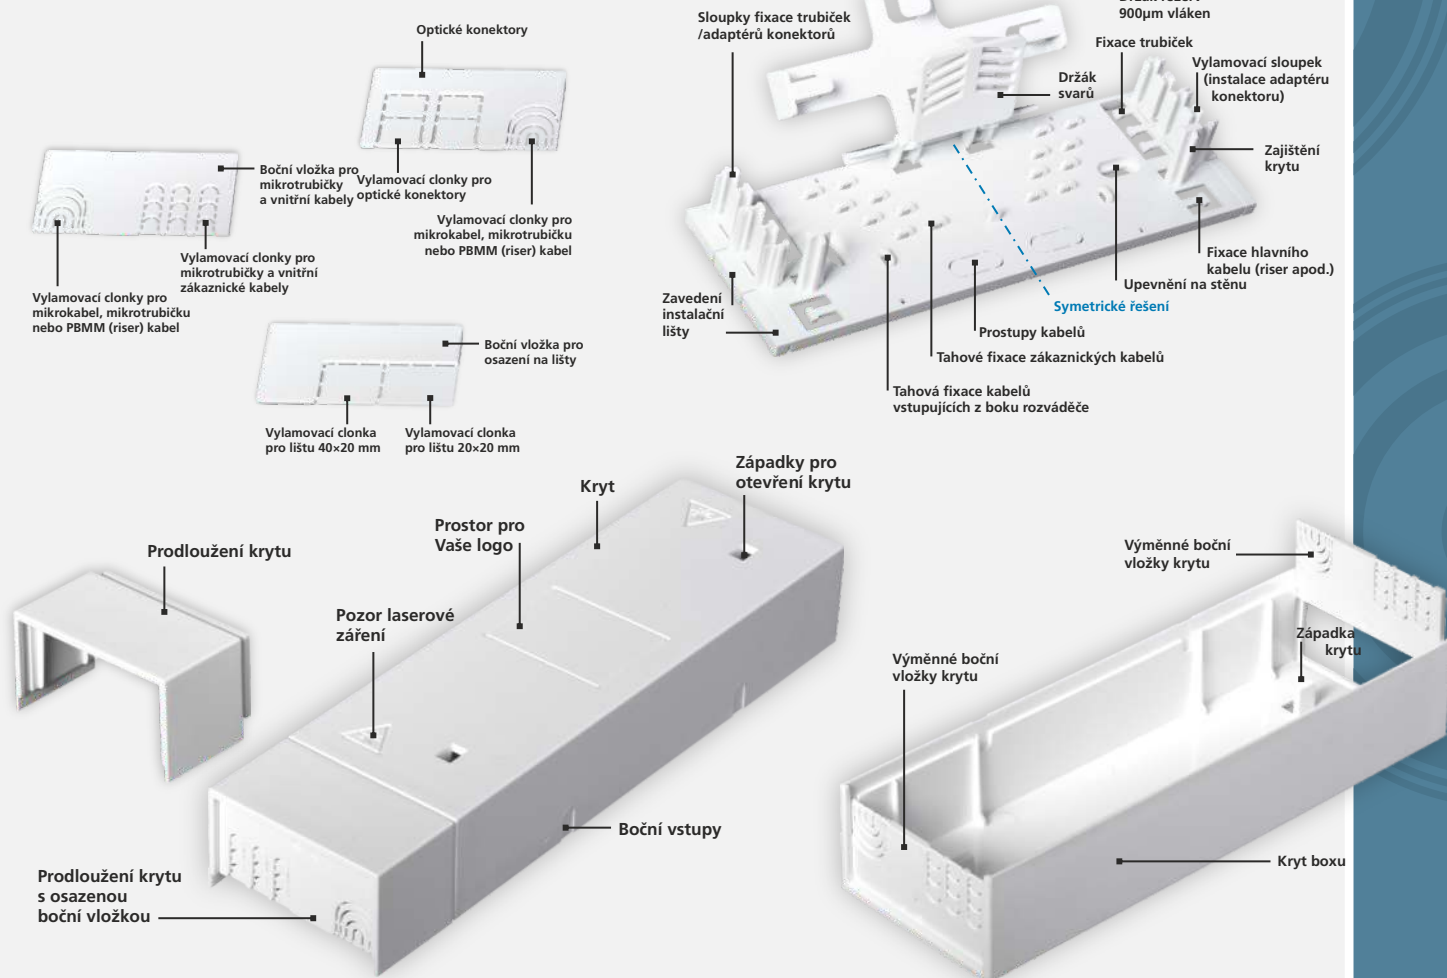 Optické konektory
Boční vložka pro
mikrotrubičky
a vnitřní kabely
Vylamovací clonky pro
optické konektory
Vylamovací clonky pro
mikrokabel, mikrotrubičku
nebo PBMM (riser) kabel
Vylamovací clonky pro
mikrotrubičky a vnitřní
zákaznické kabely
Vylamovací clonky pro
mikrokabel, mikrotrubičku
nebo PBMM (riser) kabel
Boční vložka pro
osazení na lišty
Vylamovací clonka
pro lištu 40×20 mm
Vylamovací clonka
pro lištu 20×20 mm
Sloupky fixace trubiček
/adaptérů konektorů
900µm vláken
Fixace trubiček
Vylamovací sloupek
(instalace adaptéru
konektoru)
Držák
svarů
Zajištění
krytu
Fixace hlavního
kabelu (riser apod.)
Upevnění na stěnu
Symetrické řešení
Zavedení
instalační
lišty
Prostupy kabelů
Tahové fixace zákaznických kabelů
Tahová fixace kabelů
vstupujících z boku rozváděče
Západky pro
otevření krytu
Kryt
Prostor pro
Vaše logo
Prodloužení krytu
Pozor laserové
záření
Boční vstupy
Prodloužení krytu
s osazenou
boční vložkou
Výměnné boční
vložky krytu
Západka
krytu
Výměnné boční
vložky krytu
Kryt boxu